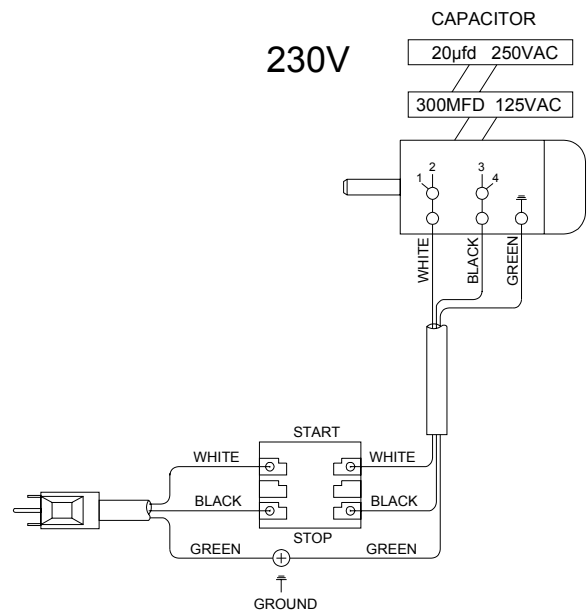 CAPACITOR
230V
20µfd 250VAC
300MFD 125VAC
2 3
1 4
WHITE
BLACK
GREEN
START
WHITE WHITE
BLACK BLACK
STOP
GREEN GREEN
GROUND